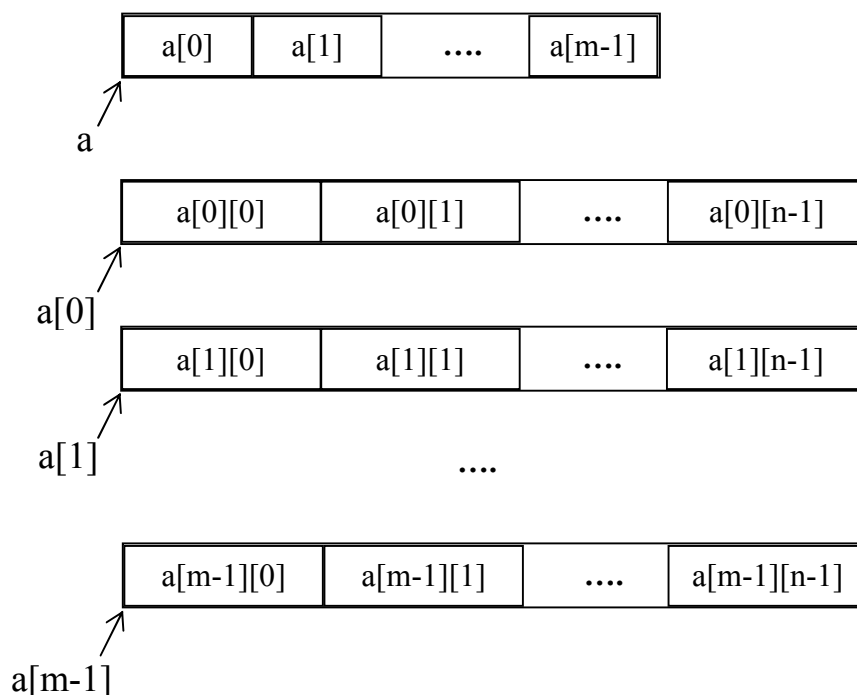 a[0] a[1] .... a[m-1]
a
a[0][0] a[0][1] .... a[0][n-1]
a[0]
a[1][0] a[1][1] .... a[1][n-1]
a[1]
....
a[m-1][0] a[m-1][1] .... a[m-1][n-1]
a[m-1]